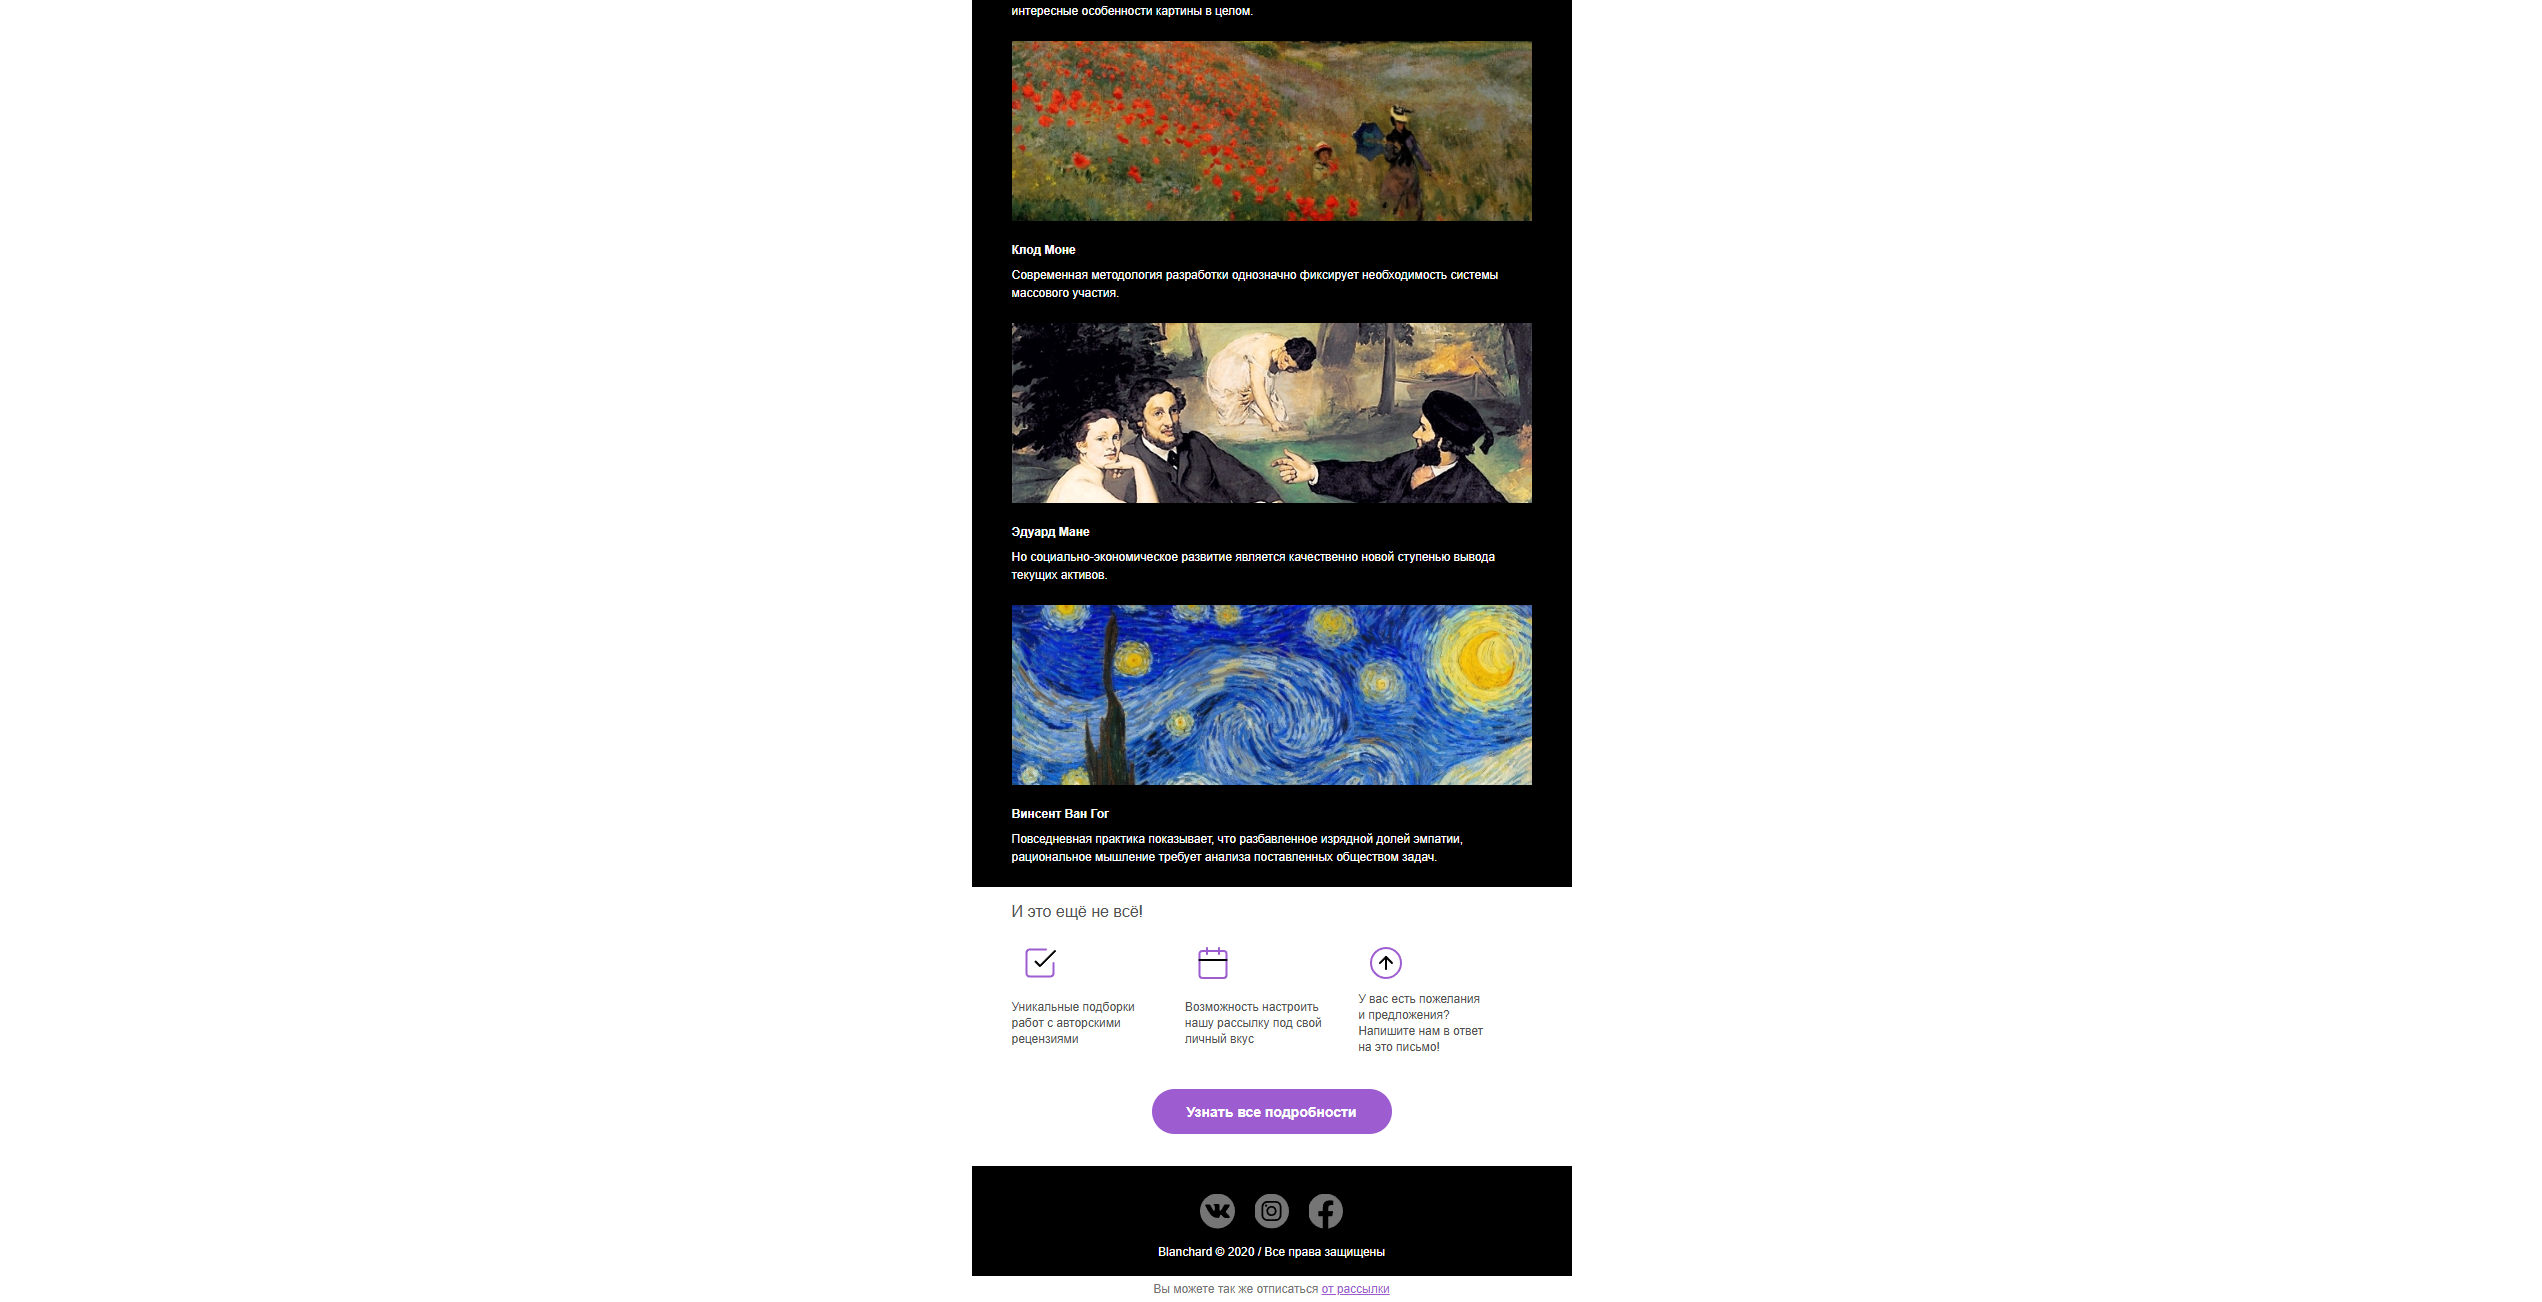 интересные особенности картины в целом.
Клод Моне
Современная методология разработки однозначно фиксирует необходимость системы
массового участия.
Эдуард Мане
Но социально-экономическое развитие является качественно новой ступенью вывода
текущих активов.
Винсент Ван Гог
Повседневная практика показывает, что разбавленное изрядной долей эмпатии,
рациональное мышление требует анализа поставленных обществом задач.
И это ещё не всё!
Уникальные подборки
работ с авторскими
рецензиями
Возможность настроить
нашу рассылку под свой
личный вкус
У вас есть пожелания
и предложения?
Напишите нам в ответ
на это письмо!
Узнать все подробности
Blanchard © 2020 / Все права защищены
Вы можете так же отписаться от рассылки